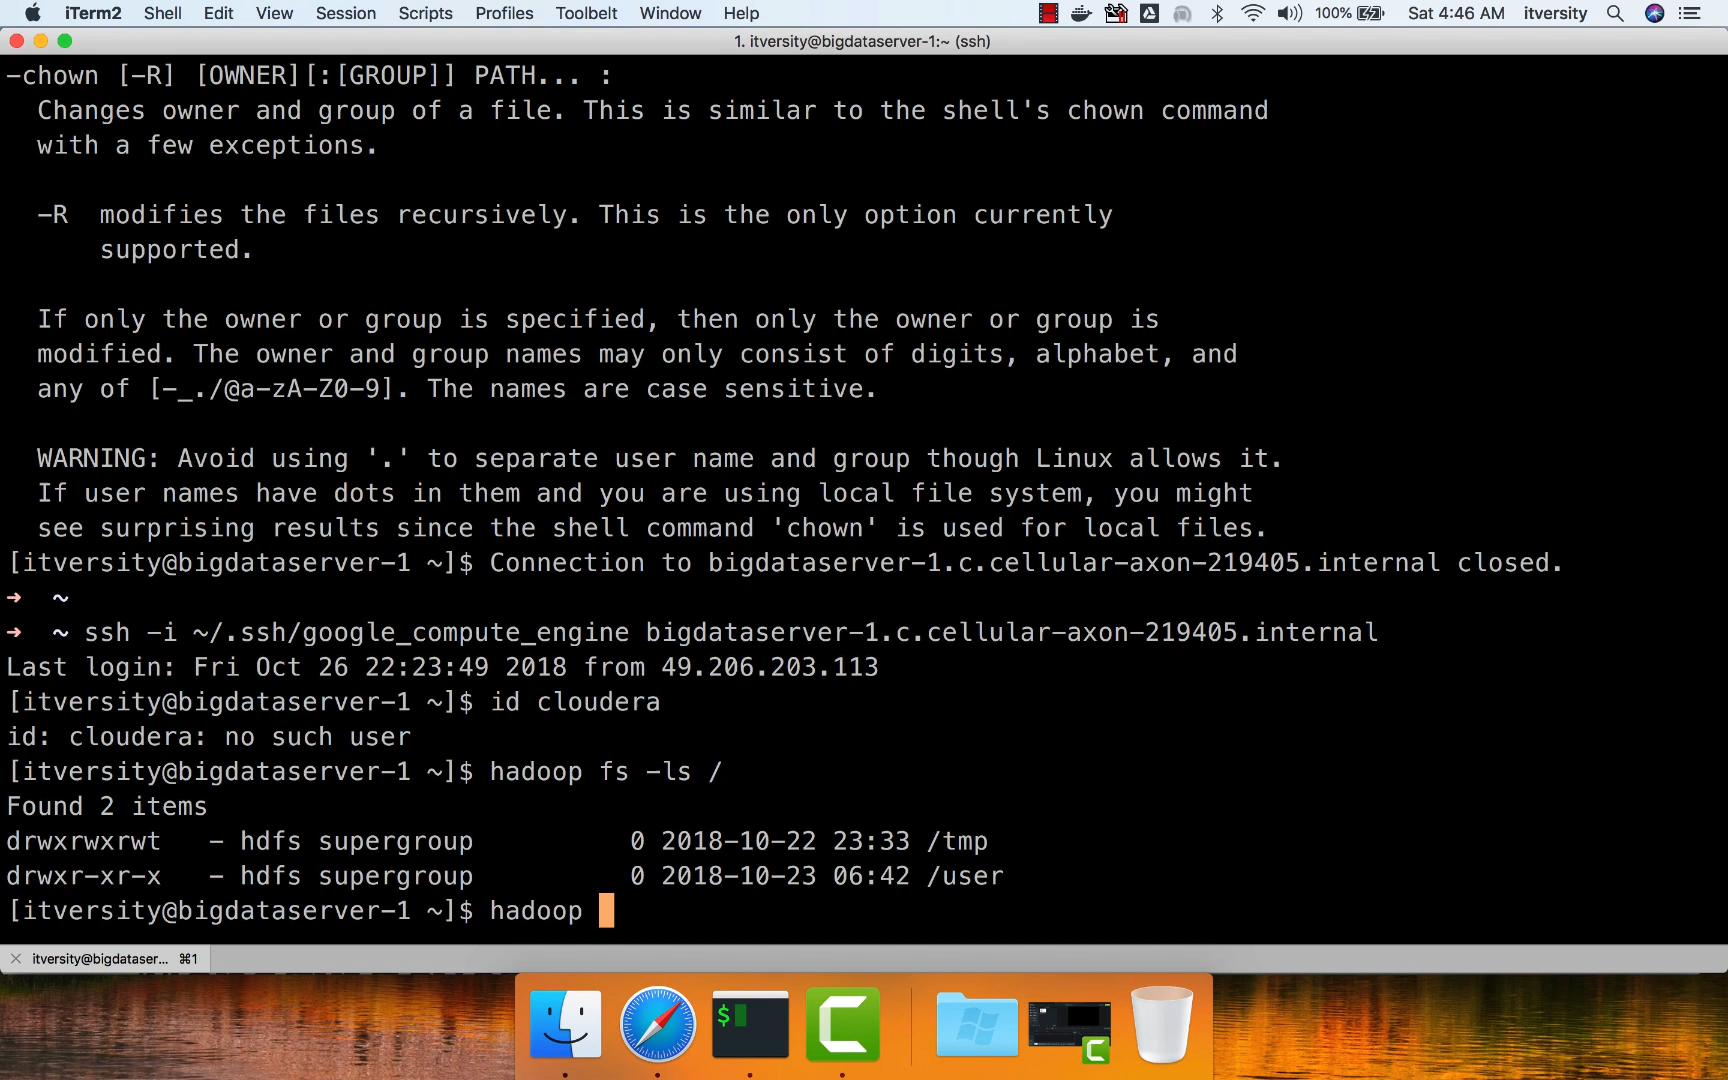 iTerm2 Shell Edit View Session Scripts Profiles Toolbelt Window Help 100% Sat 4:46 AM itversity
1. itversity@bigdataserver-1:~ (ssh)
-chown [-R] [OWNER][:[GROUP]] PATH... :
Changes owner and group of a file. This is similar to the shell's chown command
with a few exceptions.
-R modifies the files recursively. This is the only option currently
supported.
If only the owner or group is specified, then only the owner or group is
modified. The owner and group names may only consist of digits, alphabet, and
any of [-_./@a-zA-Z0-9]. The names are case sensitive.
WARNING: Avoid using '.' to separate user name and group though Linux allows it.
If user names have dots in them and you are using local file system, you might
see surprising results since the shell command 'chown' is used for local files.
[itversity@bigdataserver-1 ~]$ Connection to bigdataserver-1.c.cellular-axon-219405.internal closed.
➜ ~
➜ ~ ssh -i ~/.ssh/google_compute_engine bigdataserver-1.c.cellular-axon-219405.internal
Last login: Fri Oct 26 22:23:49 2018 from 49.206.203.113
[itversity@bigdataserver-1 ~]$ id cloudera
id: cloudera: no such user
[itversity@bigdataserver-1 ~]$ hadoop fs -ls /
Found 2 items
drwxrwxrwt - hdfs supergroup 0 2018-10-22 23:33 /tmp
drwxr-xr-x - hdfs supergroup 0 2018-10-23 06:42 /user
[itversity@bigdataserver-1 ~]$ hadoop
itversity@bigdataser... ⌘1